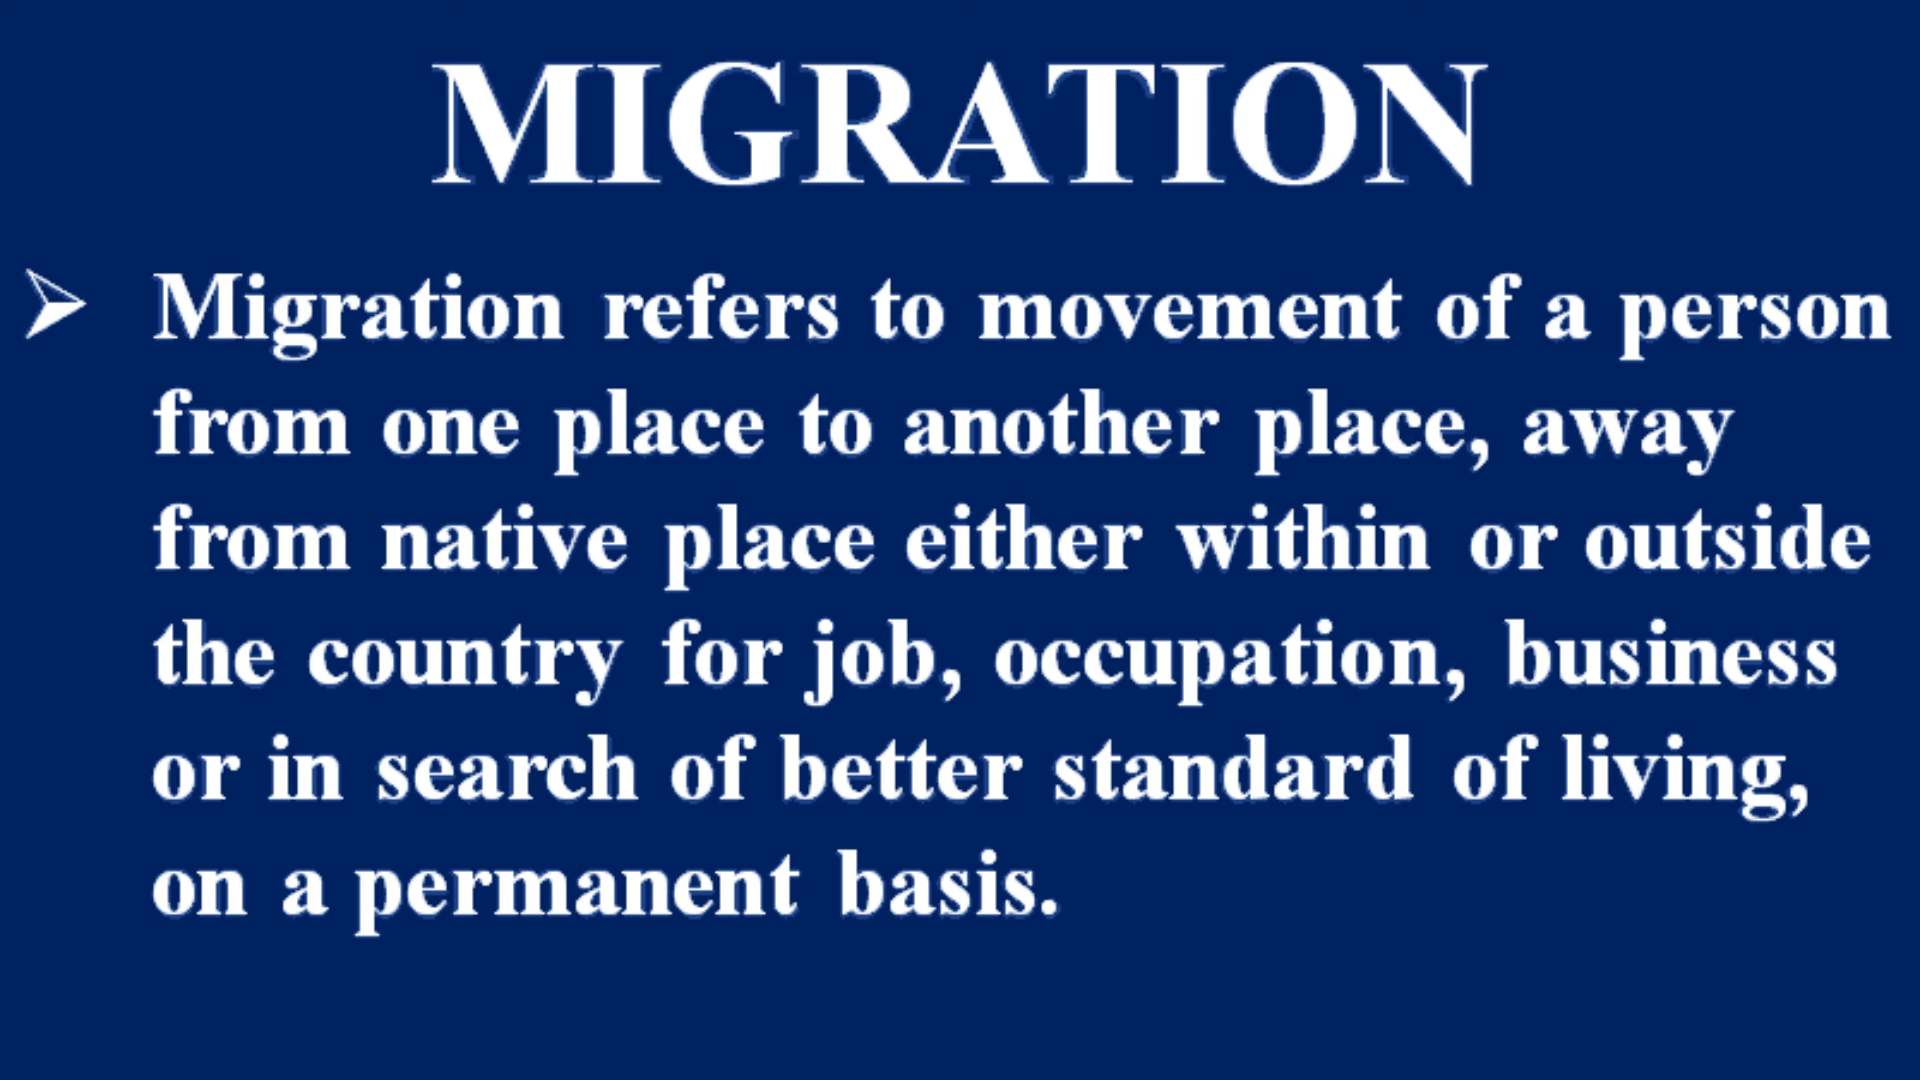 MIGRATION
➢ Migration refers to movement of a person
from one place to another place, away
from native place either within or outside
the country for job, occupation, business
or in search of better standard of living,
on a permanent basis.